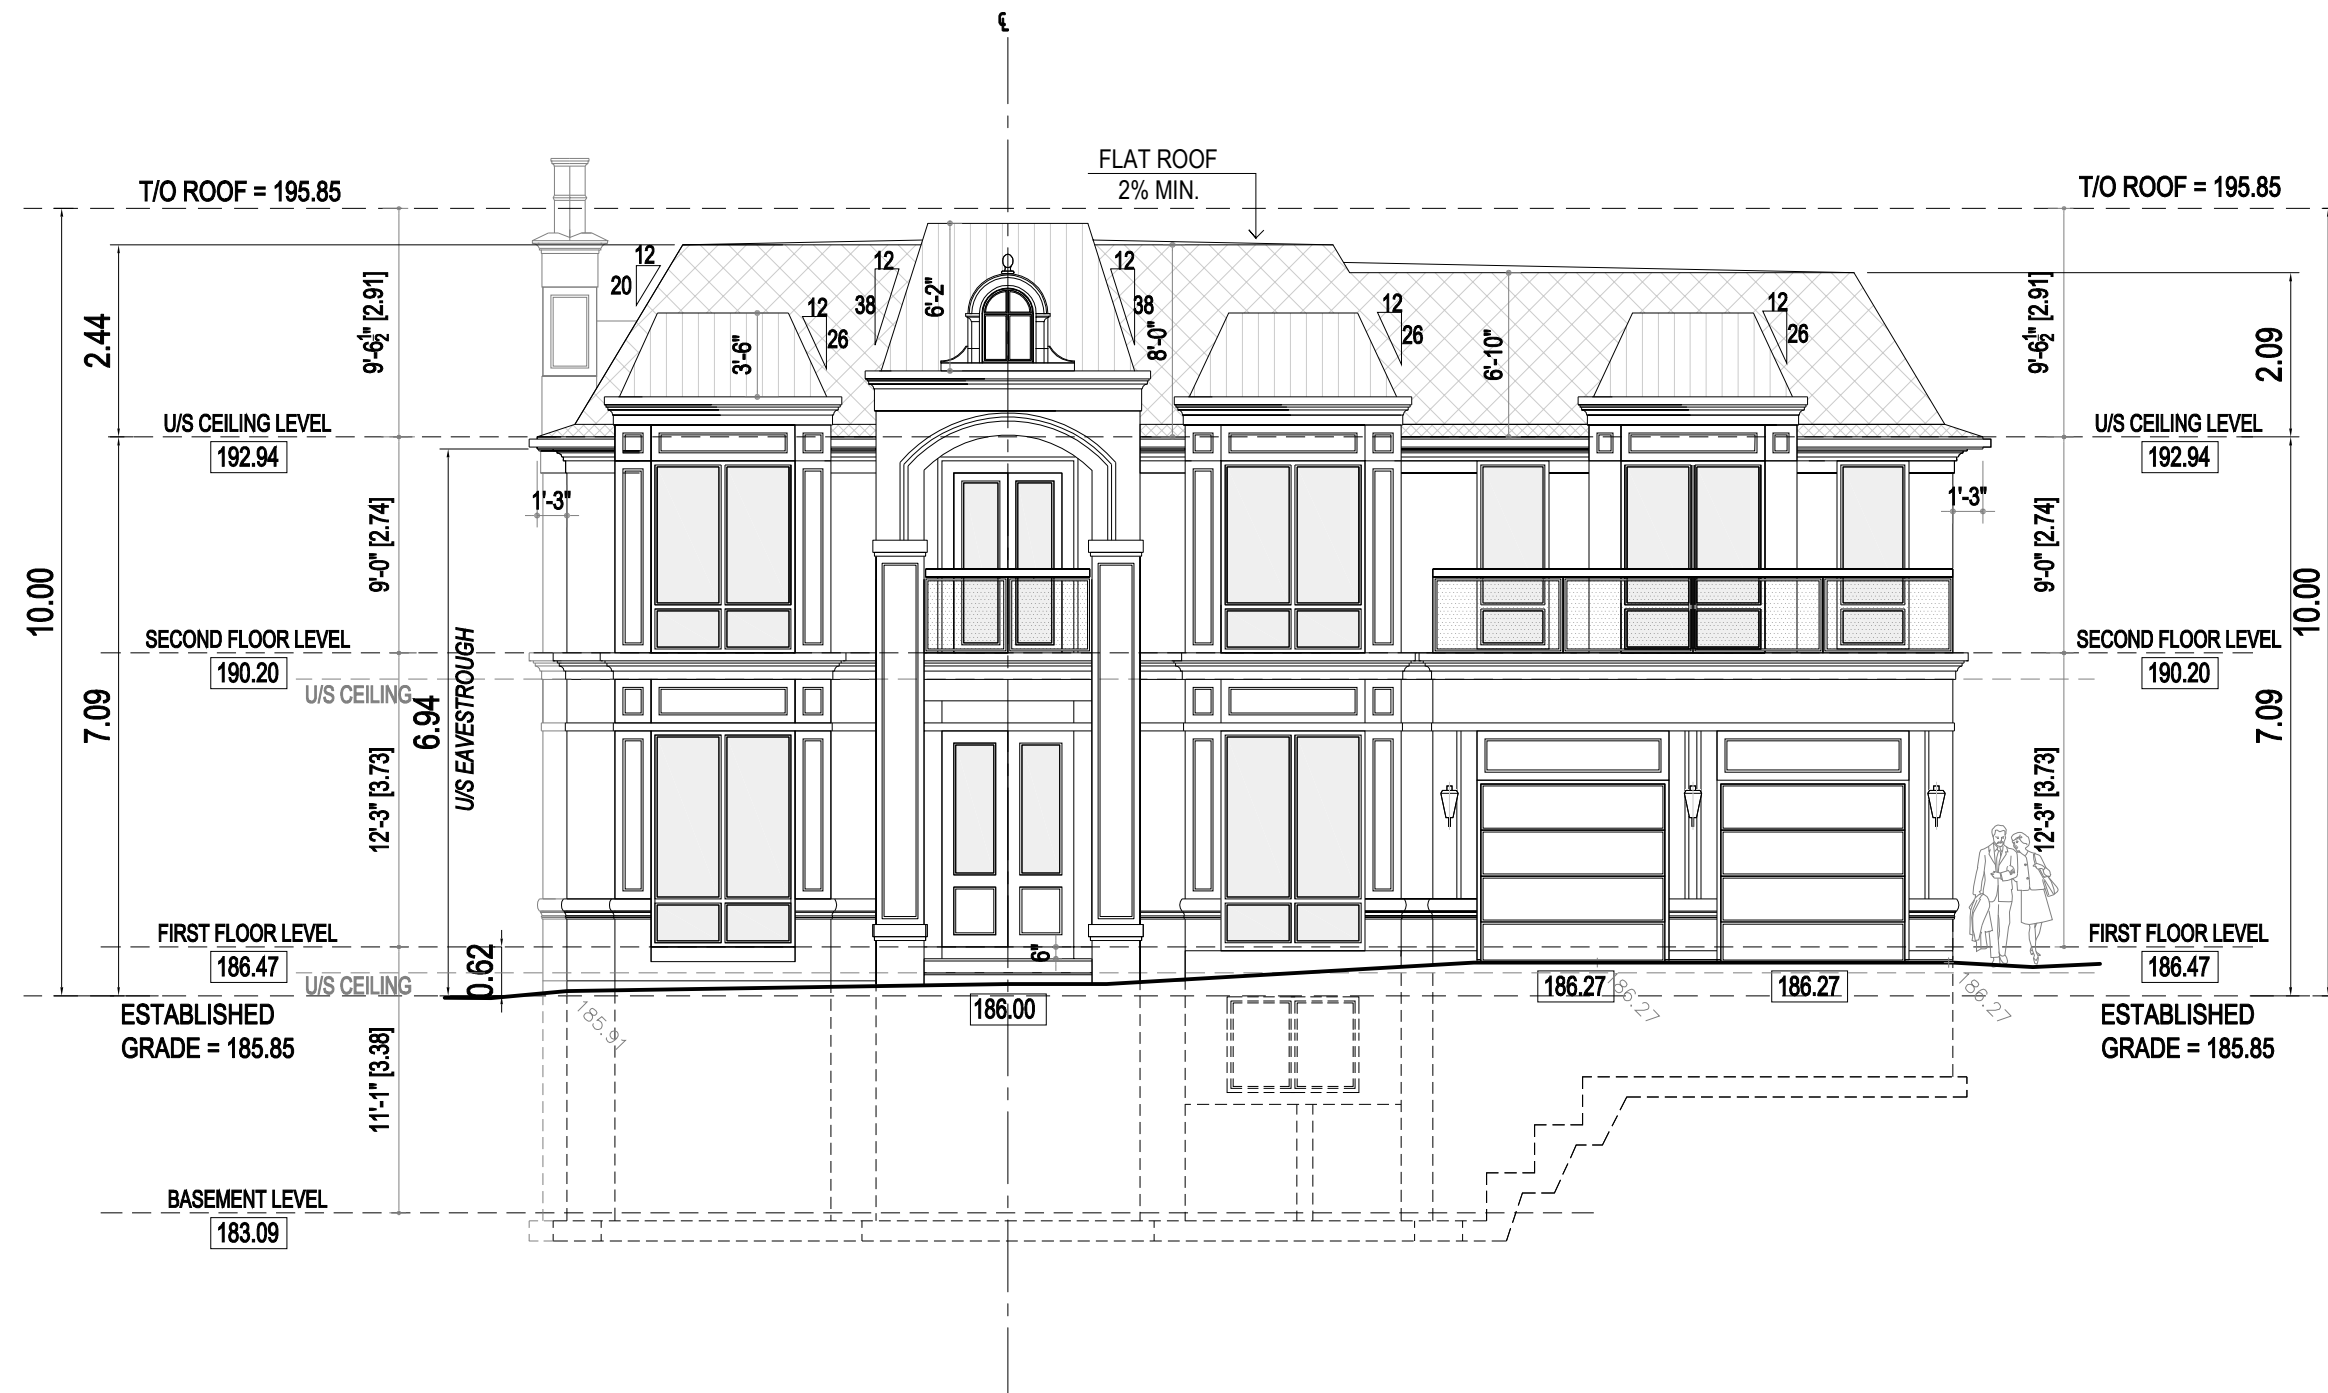 ℄
FLAT ROOF
2% MIN.
T/O ROOF = 195.85
T/O ROOF = 195.85
12
20
12
38
12
38
12
26
12
26
12
26
6'-2"
3'-6"
8'-0"
6'-10"
2.44
9'-6½" [2.91]
9'-6½" [2.91]
2.09
U/S CEILING LEVEL
192.94
U/S CEILING LEVEL
192.94
1'-3"
1'-3"
10.00
9'-0" [2.74]
9'-0" [2.74]
10.00
SECOND FLOOR LEVEL
190.20
SECOND FLOOR LEVEL
190.20
U/S CEILING
7.09
6.94
U/S EAVESTROUGH
7.09
12'-3" [3.73]
12'-3" [3.73]
FIRST FLOOR LEVEL
186.47
FIRST FLOOR LEVEL
186.47
0.62
6"
U/S CEILING
186.00
186.27
186.27
186.27
186.27
185.91
ESTABLISHED
GRADE = 185.85
ESTABLISHED
GRADE = 185.85
11'-1" [3.38]
BASEMENT LEVEL
183.09